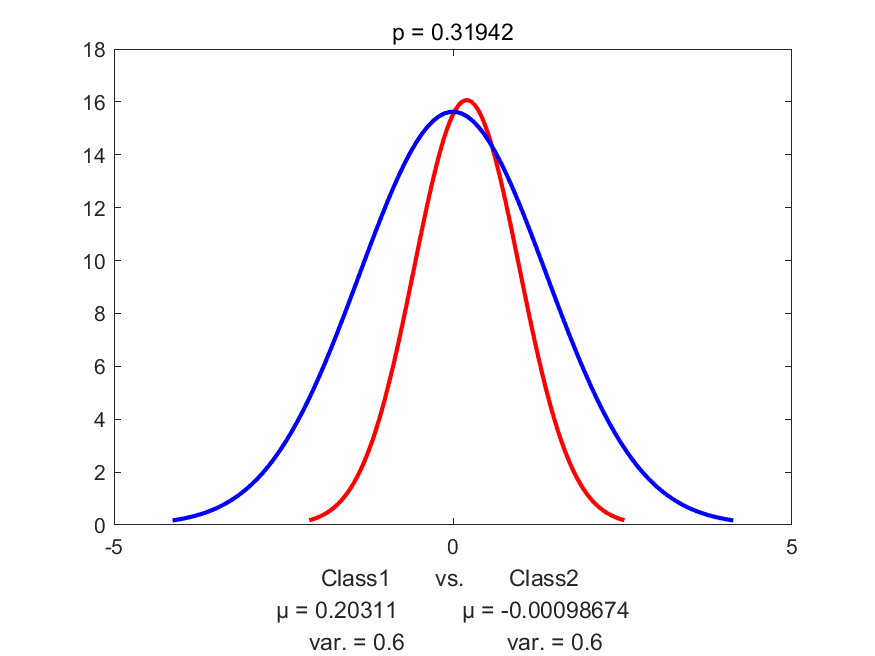 p = 0.31942
18
16
14
12
10
8
6
4
2
0
-5 0 5
Class1 vs. Class2
μ = 0.20311 μ = -0.00098674
var. = 0.6 var. = 0.6